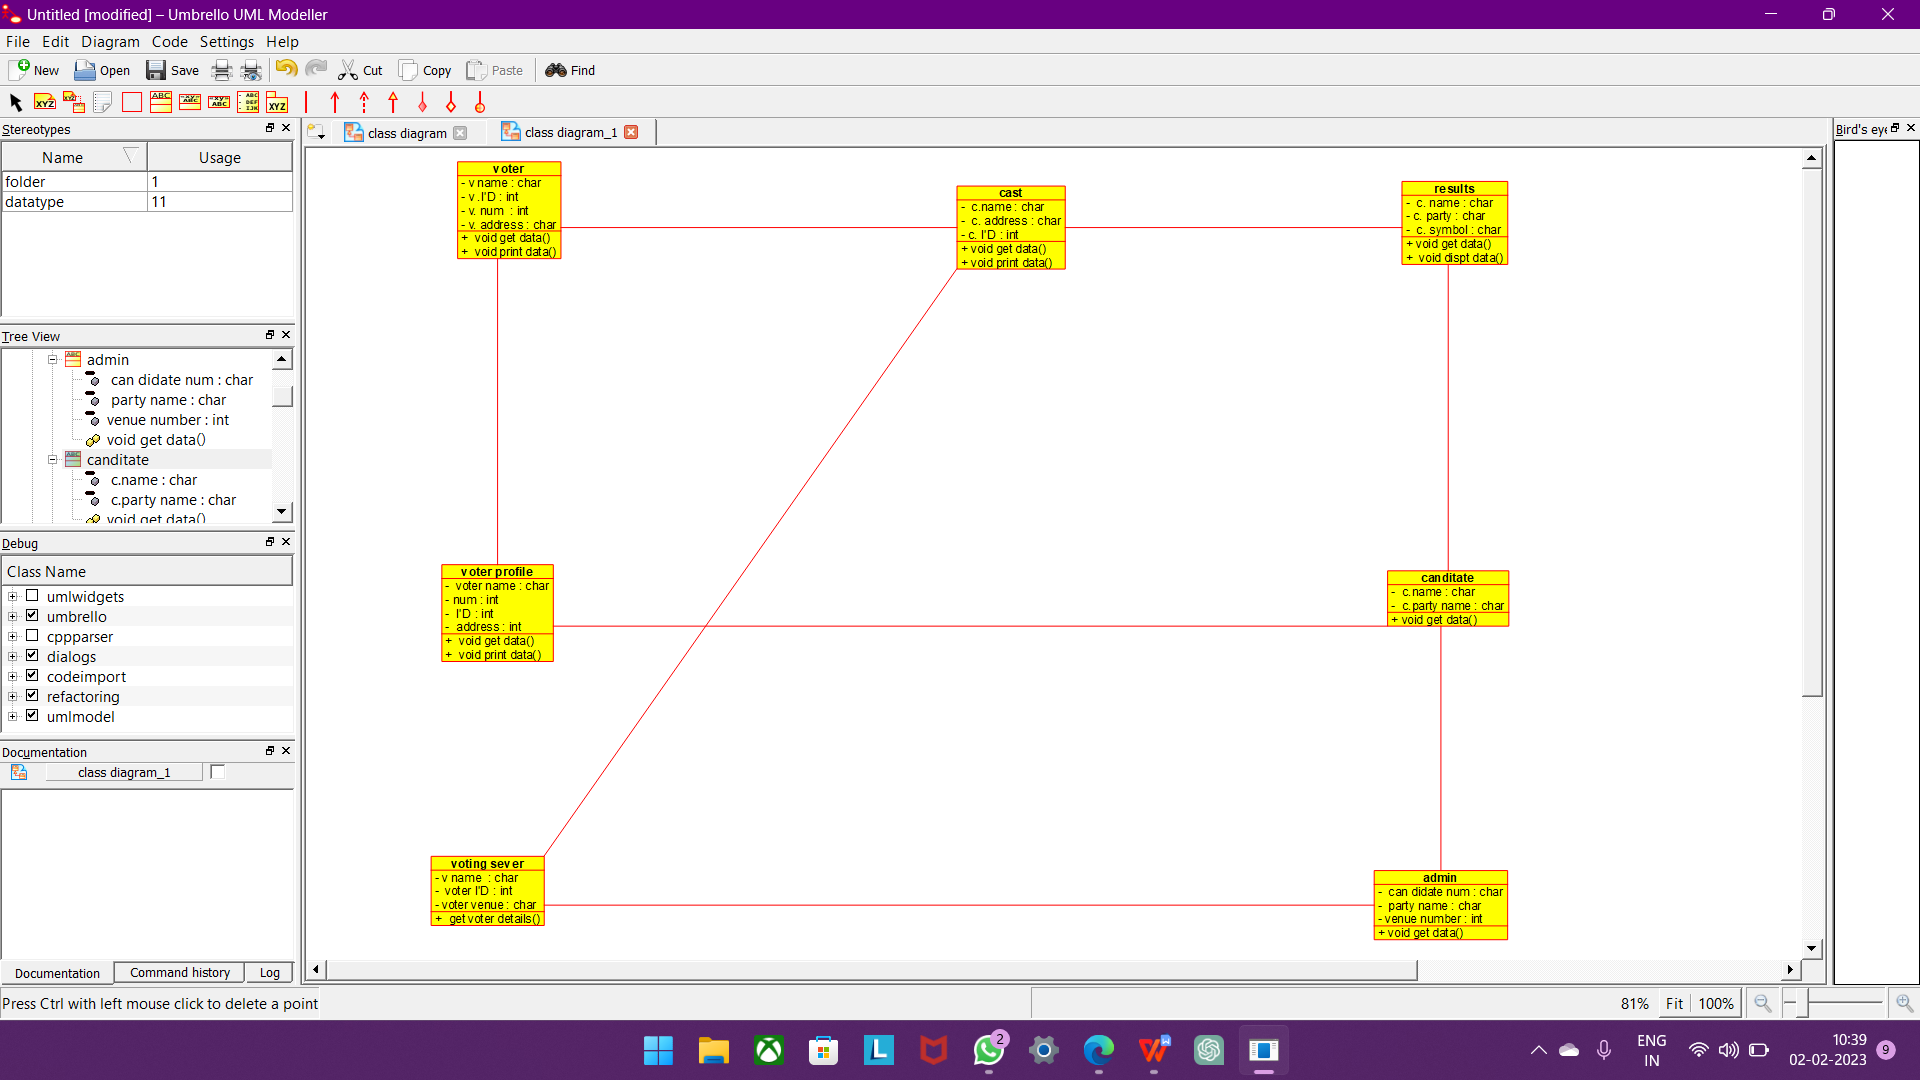 Untitled [modified] – Umbrello UML Modeller
File Edit Diagram Code Settings Help
New Open Save Cut Copy Paste Find
Stereotypes
Name Usage
folder 1
datatype 11
Tree View
admin
can didate num : char
party name : char
venue number : int
void get data()
canditate
c.name : char
c.party name : char
void get data()
Debug
Class Name
umlwidgets
umbrello
cppparser
dialogs
codeimport
refactoring
umlmodel
Documentation
class diagram_1
Documentation Command history Log
class diagram class diagram_1
voter
- v name : char
- v .I'D : int
- v. num : int
- v. address : char
+ void get data()
+ void print data()
cast
- c.name : char
- c. address : char
- c. I'D : int
+ void get data()
+ void print data()
results
- c. name : char
- c. party : char
- c. symbol : char
+ void get data()
+ void dispt data()
voter profile
- voter name : char
- num : int
- I'D : int
- address : int
+ void get data()
+ void print data()
canditate
- c.name : char
- c.party name : char
+ void get data()
voting sever
- v name : char
- voter I'D : int
- voter venue : char
+ get voter details()
admin
- can didate num : char
- party name : char
- venue number : int
+ void get data()
Bird's eye
Press Ctrl with left mouse click to delete a point
81% Fit 100%
2
ENG
IN
10:39
02-02-2023
9